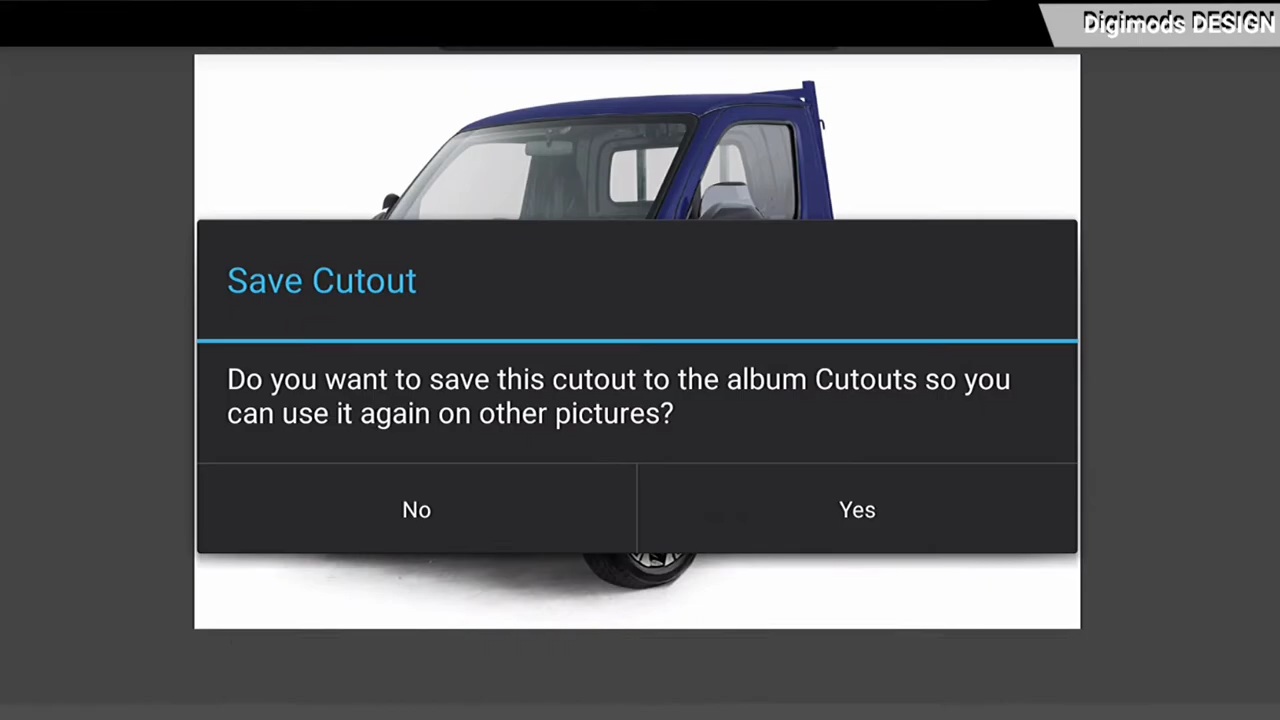 Digimods DESIGN
Save Cutout
Do you want to save this cutout to the album Cutouts so you
can use it again on other pictures?
No
Yes